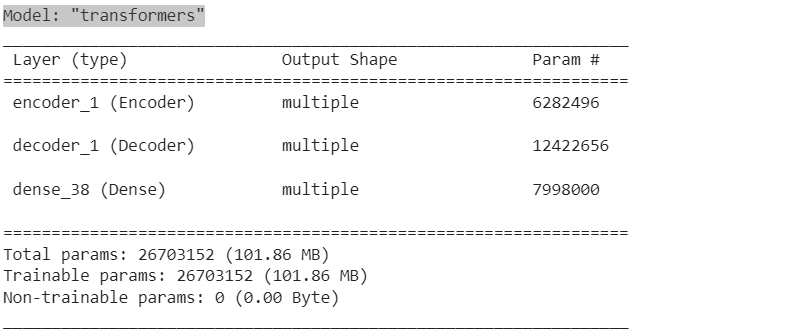 Model: "transformers"
_________________________________________________________________
Layer (type) Output Shape Param #
=================================================================
encoder_1 (Encoder) multiple 6282496
decoder_1 (Decoder) multiple 12422656
dense_38 (Dense) multiple 7998000
=================================================================
Total params: 26703152 (101.86 MB)
Trainable params: 26703152 (101.86 MB)
Non-trainable params: 0 (0.00 Byte)
_________________________________________________________________